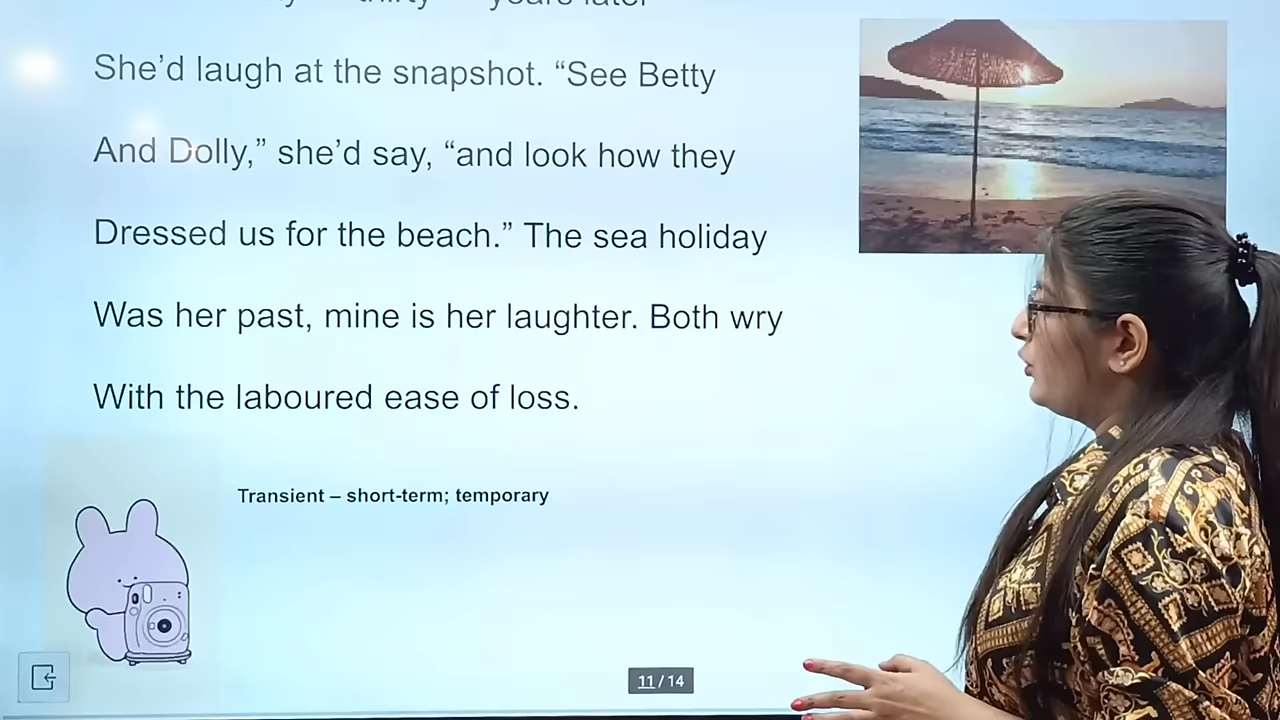 years later
She’d laugh at the snapshot. “See Betty
And Dolly,” she’d say, “and look how they
Dressed us for the beach.” The sea holiday
Was her past, mine is her laughter. Both wry
With the laboured ease of loss.
Transient – short-term; temporary
11 / 14